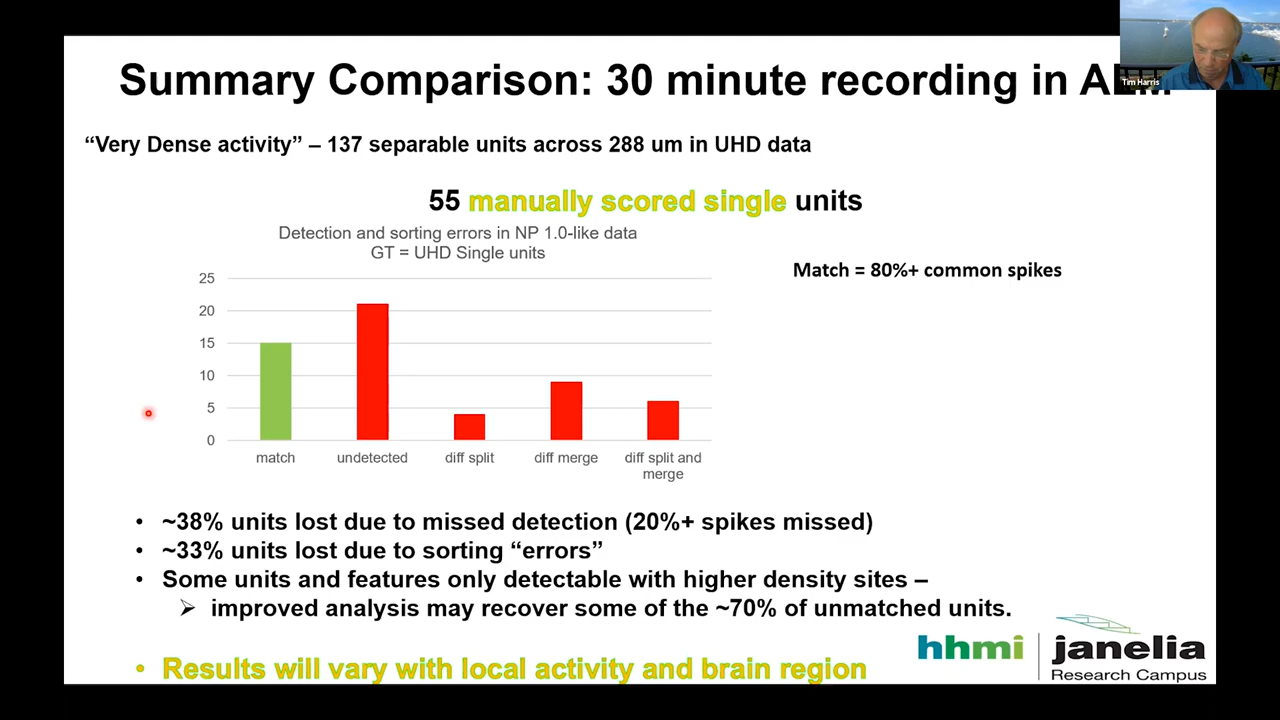 Summary Comparison: 30 minute recording in
Tim Harris
“Very Dense activity” – 137 separable units across 288 um in UHD data
55 manually scored single units
Detection and sorting errors in NP 1.0-like data
GT = UHD Single units
Match = 80%+ common spikes
25
20
15
10
5
0
match undetected diff split diff merge diff split and
merge
• ~38% units lost due to missed detection (20%+ spikes missed)
• ~33% units lost due to sorting “errors”
• Some units and features only detectable with higher density sites –
➢ improved analysis may recover some of the ~70% of unmatched units.
• Results will vary with local activity and brain region
hhmi janelia
Research Campus